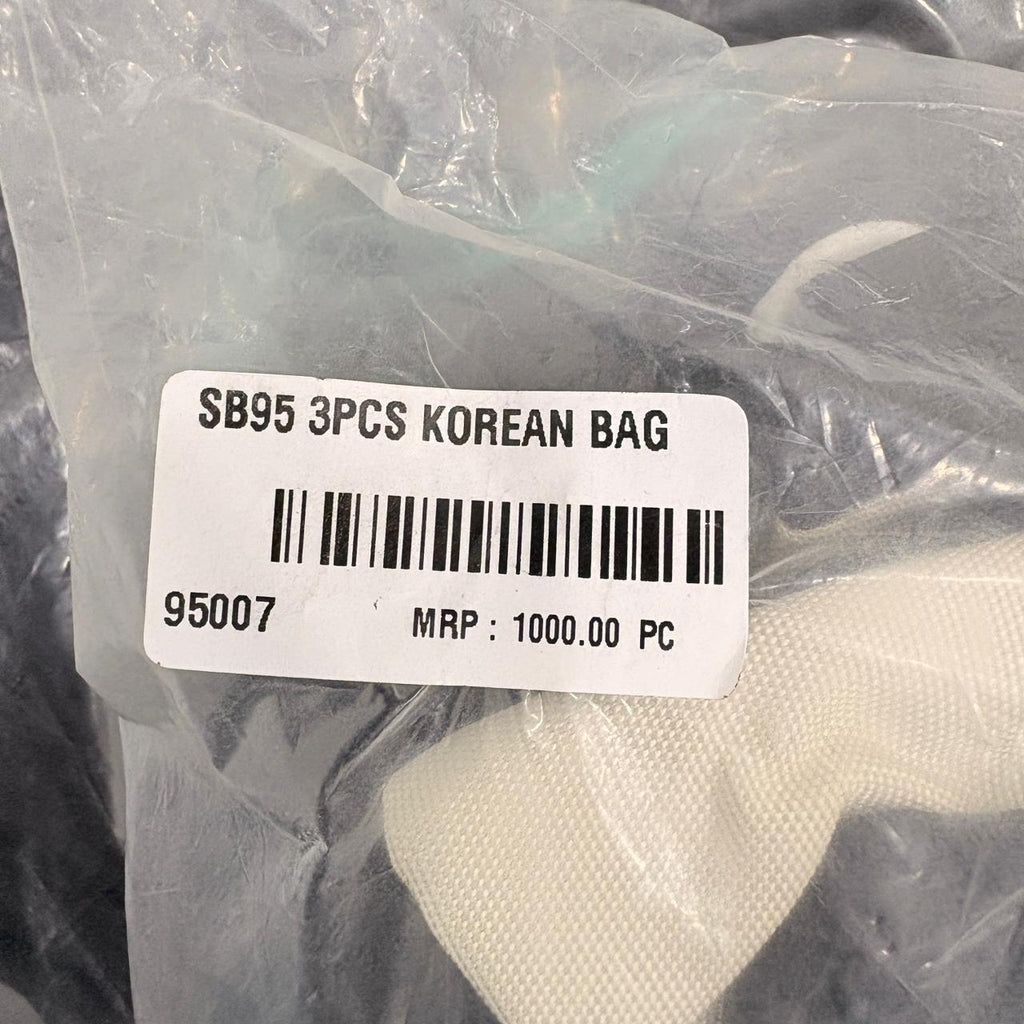 SB95 3PCS KOREAN BAG
95007 MRP : 1000.00 PC